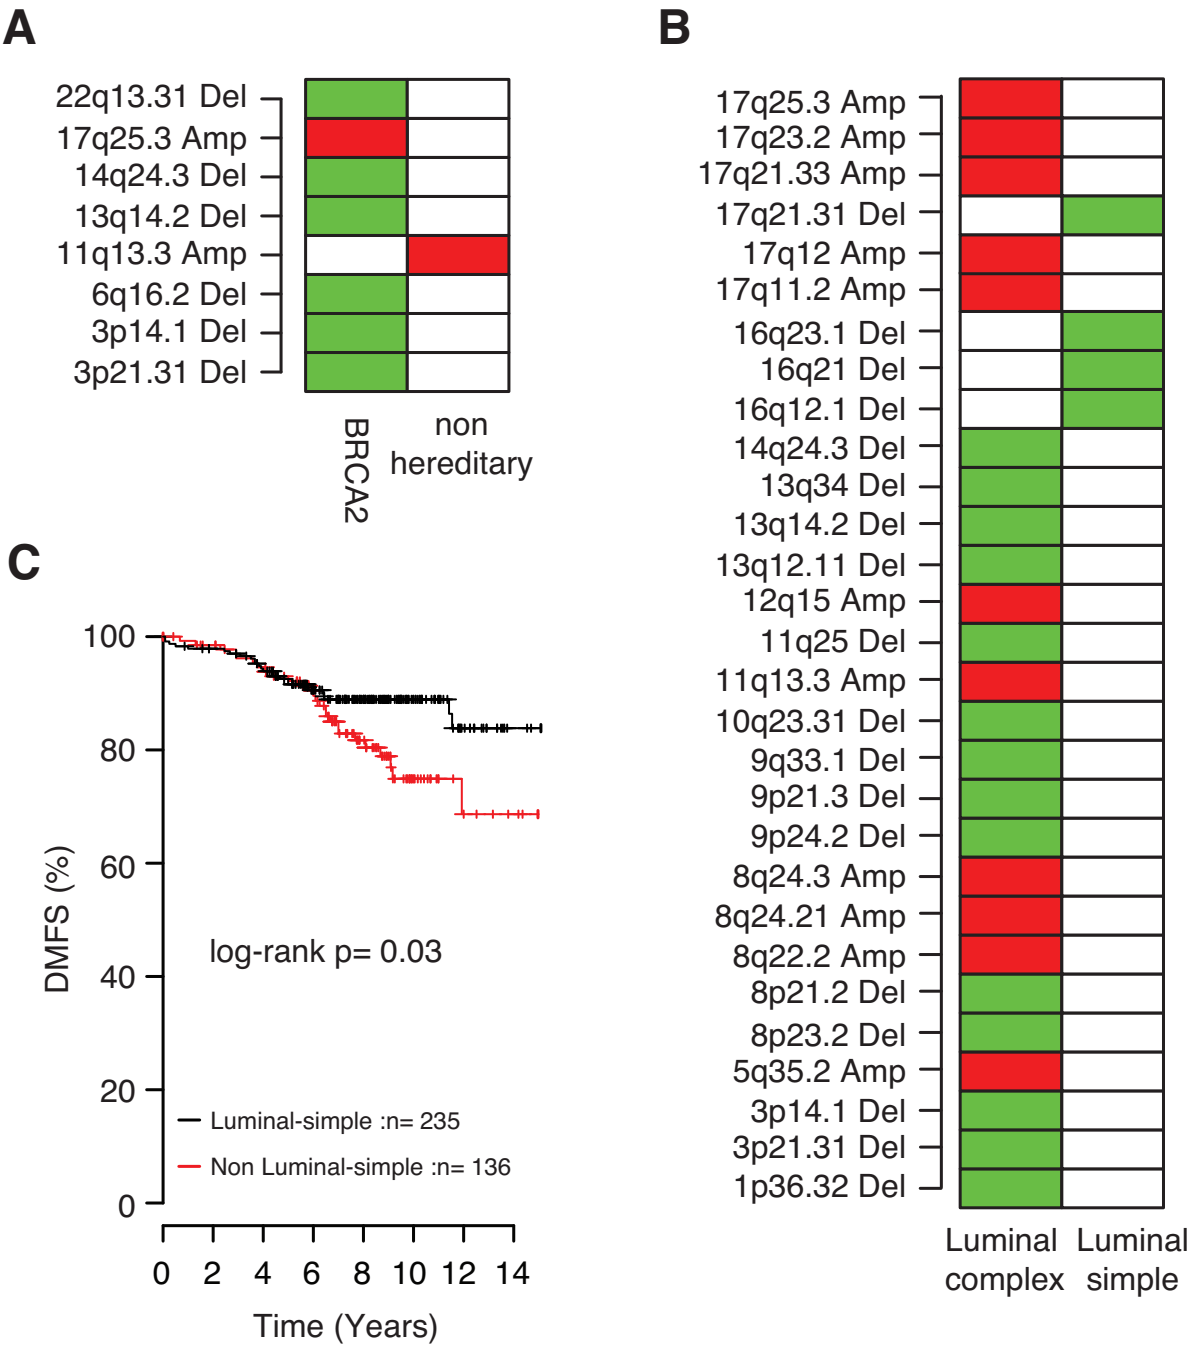 A
22q13.31 Del
17q25.3 Amp
14q24.3 Del
13q14.2 Del
11q13.3 Amp
6q16.2 Del
3p14.1 Del
3p21.31 Del
BRCA2
non
hereditary
B
17q25.3 Amp
17q23.2 Amp
17q21.33 Amp
17q21.31 Del
17q12 Amp
17q11.2 Amp
16q23.1 Del
16q21 Del
16q12.1 Del
14q24.3 Del
13q34 Del
13q14.2 Del
13q12.11 Del
12q15 Amp
11q25 Del
11q13.3 Amp
10q23.31 Del
9q33.1 Del
9p21.3 Del
9p24.2 Del
8q24.3 Amp
8q24.21 Amp
8q22.2 Amp
8p21.2 Del
8p23.2 Del
5q35.2 Amp
3p14.1 Del
3p21.31 Del
1p36.32 Del
Luminal complex
Luminal simple
C
100
80
60
40
20
0
DMFS (%)
log-rank p= 0.03
Luminal-simple :n= 235
Non Luminal-simple :n= 136
0 2 4 6 8 10 12 14
Time (Years)